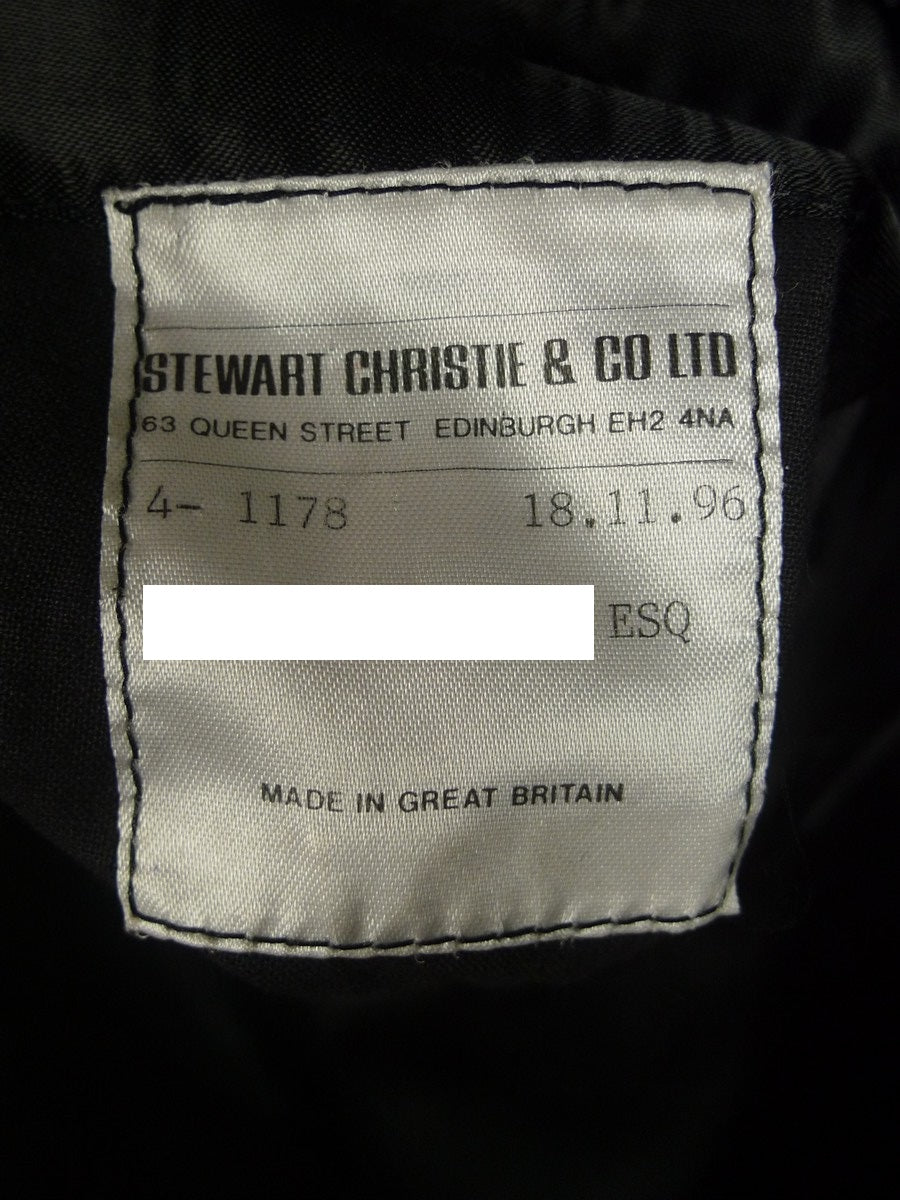 STEWART CHRISTIE & CO LTD
63 QUEEN STREET EDINBURGH EH2 4NA
4- 1178 18.11.96
ESQ
MADE IN GREAT BRITAIN